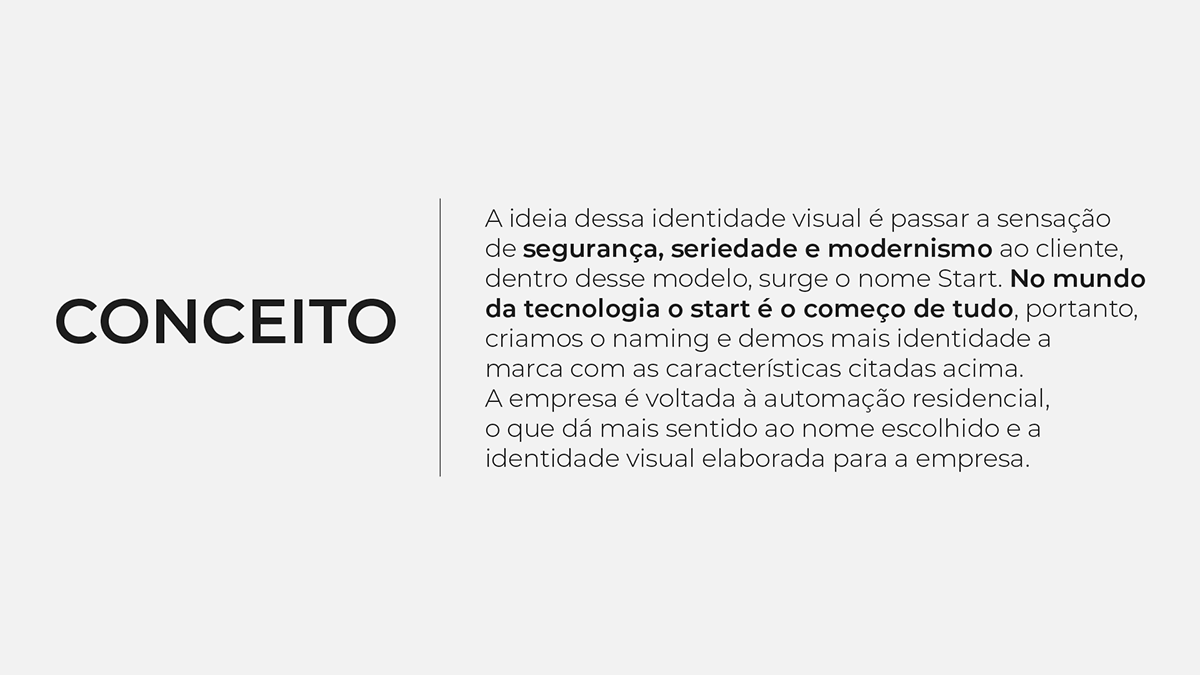 CONCEITO
A ideia dessa identidade visual é passar a sensação
de segurança, seriedade e modernismo ao cliente,
dentro desse modelo, surge o nome Start. No mundo
da tecnologia o start é o começo de tudo, portanto,
criamos o naming e demos mais identidade a
marca com as características citadas acima.
A empresa é voltada à automação residencial,
o que dá mais sentido ao nome escolhido e a
identidade visual elaborada para a empresa.